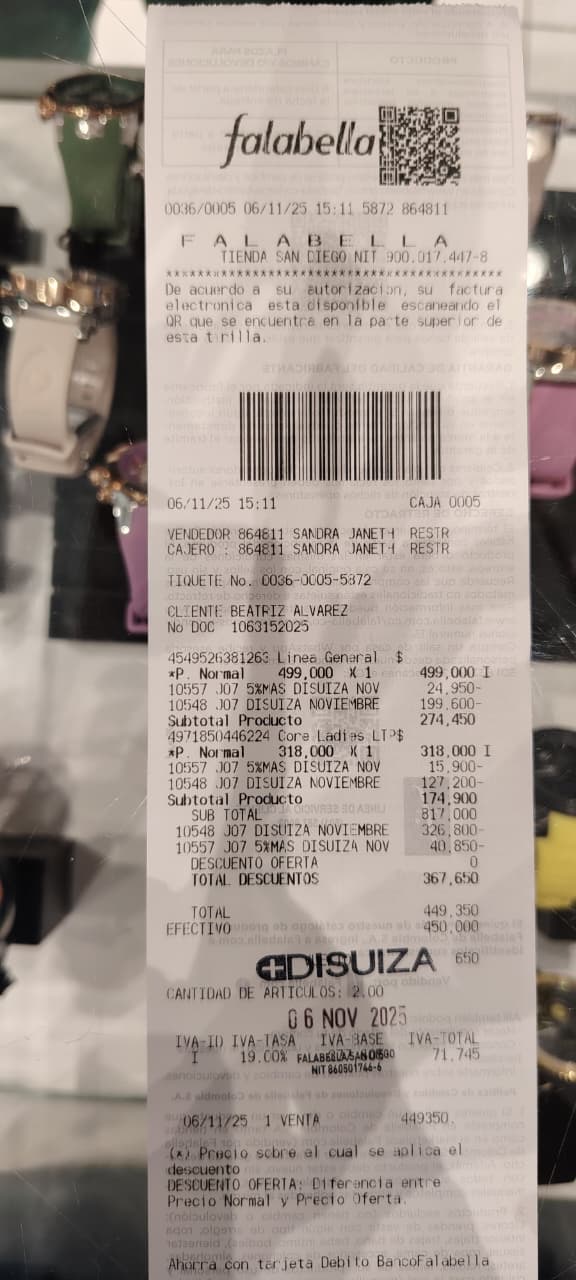 falabella
0036/0005 06/11/25 15:11 5872 864811
F A L A B E L L A
TIENDA SAN DIEGO NIT 900.017.447-8
****************************************
De acuerdo a su autorizacion, su factura
electronica esta disponible escaneando el
QR que se encuentra en la parte superior de
esta tirilla.
06/11/25 15:11 CAJA 0005
VENDEDOR 864811 SANDRA JANETH RESTR
CAJERO : 864811 SANDRA JANETH RESTR
TIQUETE No. 0036-0005-5872
CLIENTE BEATRIZ ALVAREZ
No DOC 1063152025
4549526381263 Linea General $
*P. Normal 499,000 X 1 499,000 I
10557 J07 5%MAS DISUIZA NOV 24,950-
10548 J07 DISUIZA NOVIEMBRE 199,600-
Subtotal Producto 274,450
4971850446224 Core Ladies LTP$
*P. Normal 318,000 X 1 318,000 I
10557 J07 5%MAS DISUIZA NOV 15,900-
10548 J07 DISUIZA NOVIEMBRE 127,200-
Subtotal Producto 174,900
SUB TOTAL 817,000
10548 J07 DISUIZA NOVIEMBRE 326,800-
10557 J07 5%MAS DISUIZA NOV 40,850-
DESCUENTO OFERTA 0
TOTAL DESCUENTOS 367,650
TOTAL 449,350
EFECTIVO 450,000
DISUIZA 650
CANTIDAD DE ARTICULOS: 2.00
06 NOV 2025
IVA-ID IVA-TASA IVA-BASE IVA-TOTAL
I 19.00% 71,745
FALABELLA SAN DIEGO
NIT 860501746-6
06/11/25 1 VENTA 449350.
(*) Precio sobre el cual se aplica el
descuento
DESCUENTO OFERTA: Diferencia entre
Precio Normal y Precio Oferta.
Ahorra con tarjeta Debito BancoFalabella